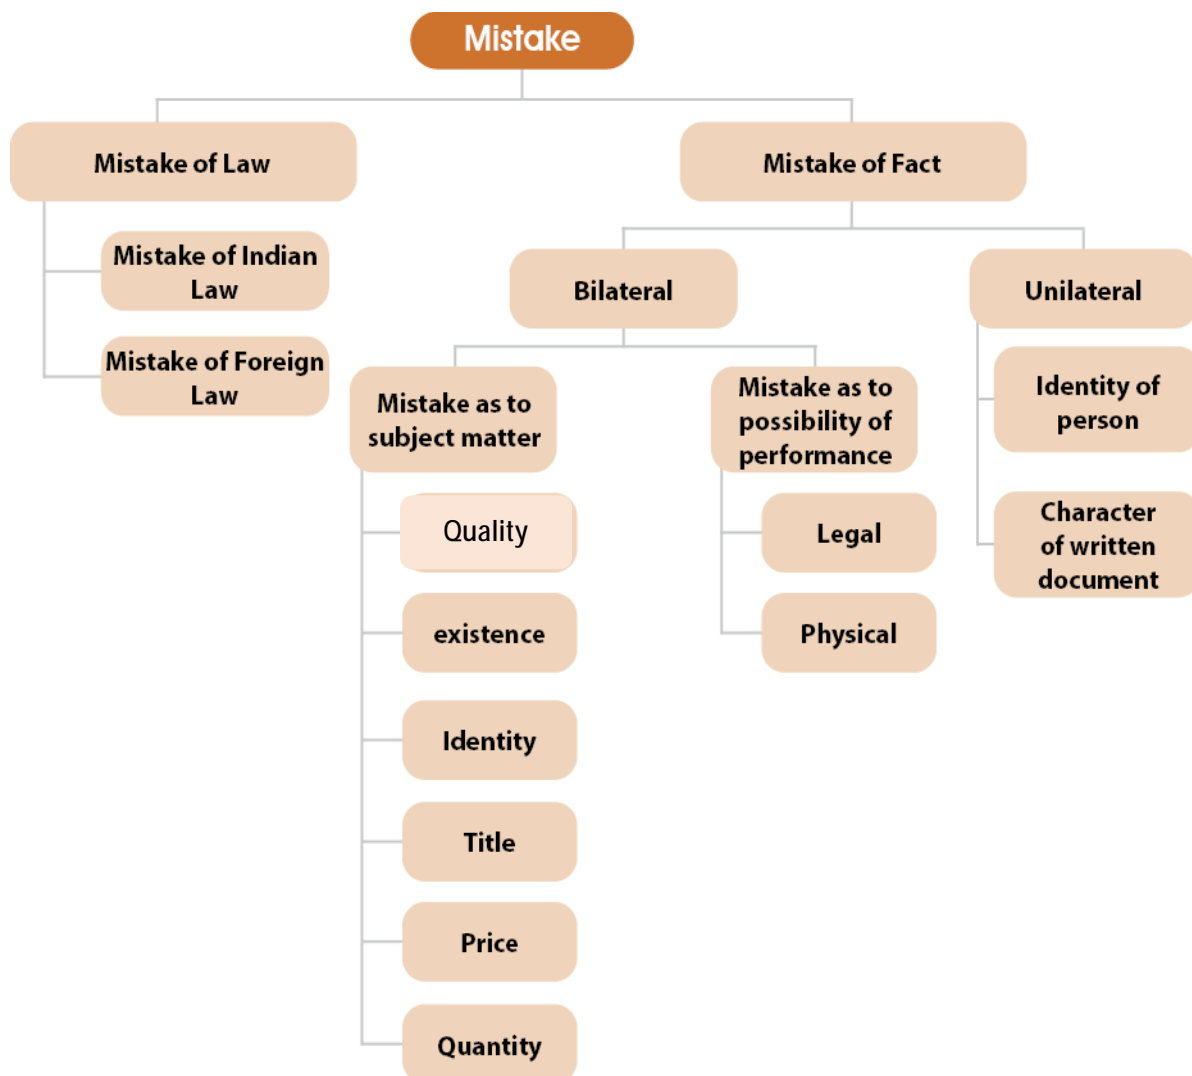 Mistake
Mistake of Law
Mistake of Indian
Law
Mistake of Foreign
Law
Mistake of Fact
Bilateral
Mistake as to
subject matter
Quality
existence
Identity
Title
Price
Quantity
Mistake as to
possibility of
performance
Legal
Physical
Unilateral
Identity of
person
Character
of written
document